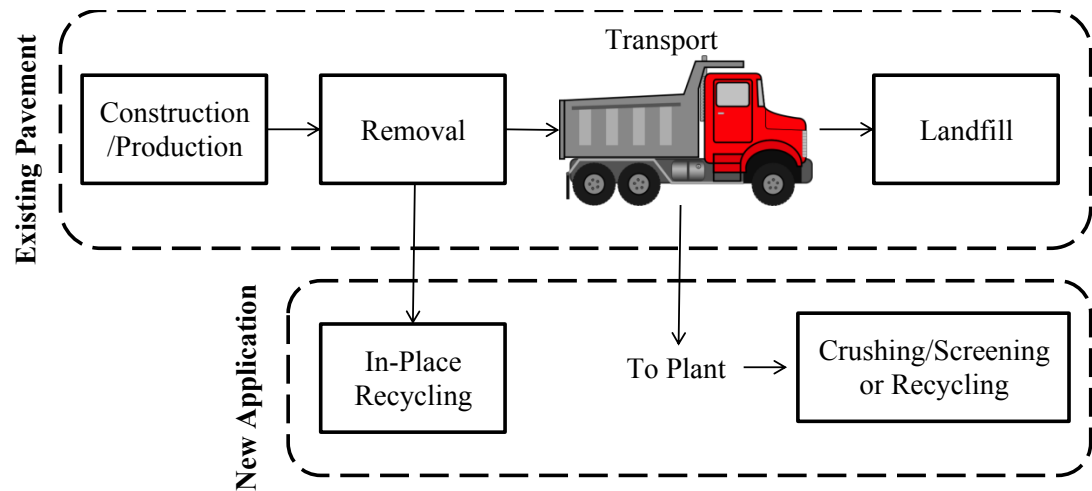 Existing Pavement
Transport
Construction
/Production
Removal
Landfill
New Application
In-Place
Recycling
To Plant
Crushing/Screening
or Recycling